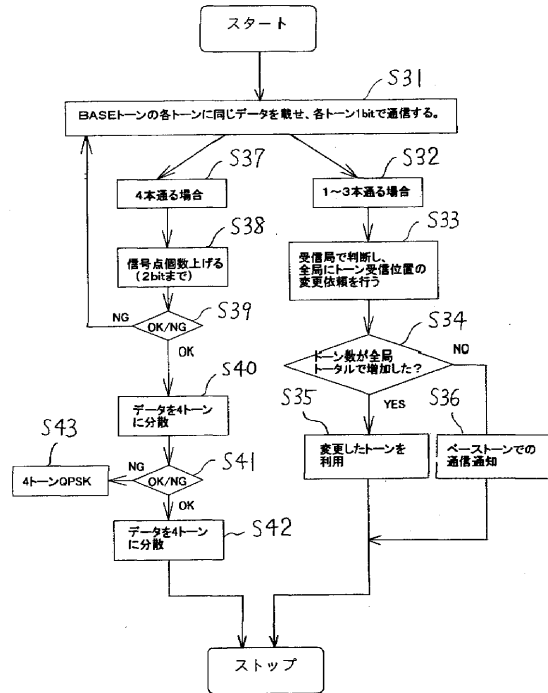 スタート
S31
BASEトーンの各トーンに同じデータを載せ、各トーン1bitで通信する。
S37
4本通る場合
S32
1～3本通る場合
S38
信号点個数上げる
(2bitまで)
S33
受信局で判断し、
全局にトーン受信位置の
変更依頼を行う
S39
NG
OK/NG
OK
S34
トーン数が全局
トータルで増加した?
NO
YES
S40
データを4トーン
に分散
S35
変更したトーンを
利用
S36
ベーストーンでの
通信通知
S43
4トーンQPSK
NG
S41
OK/NG
OK
S42
データを4トーン
に分散
ストップ